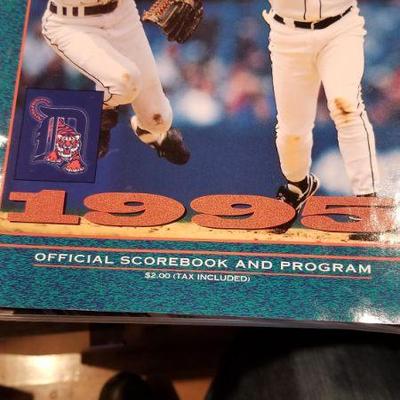 D
1995
OFFICIAL SCOREBOOK AND PROGRAM
$2.00 (TAX INCLUDED)